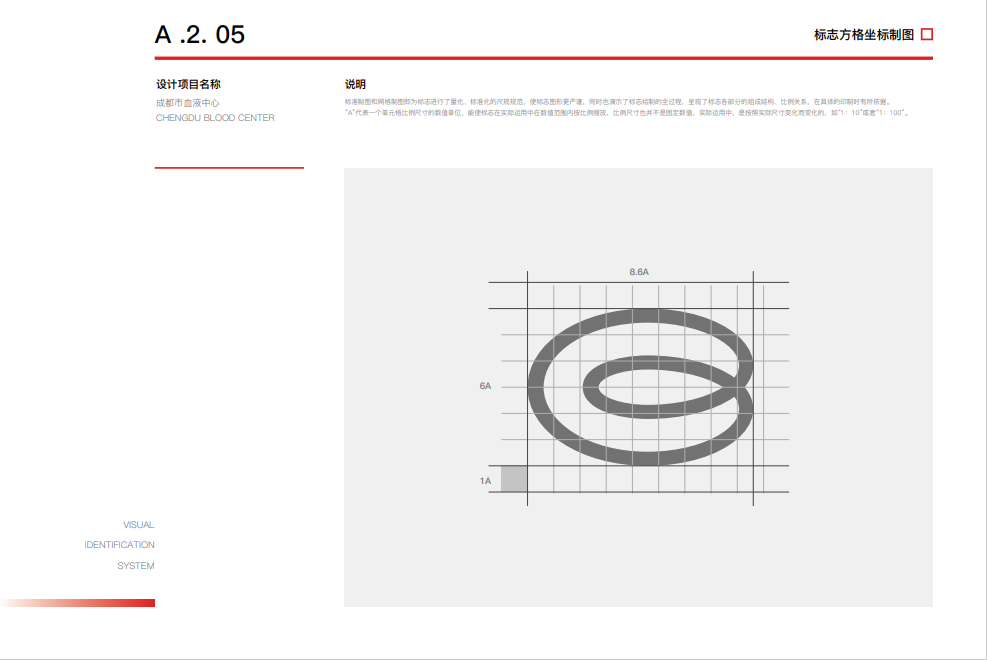 A .2. 05
标志方格坐标制图
设计项目名称
成都市血液中心
CHENGDU BLOOD CENTER
说明
标准制图和网格制图即为标志进行了量化、标准化的尺规规范，使标志图形更严谨，同时也演示了标志绘制的全过程，呈现了标志各部分的组成结构、比例关系，在具体的印制时有所依据。
“A”代表一个单元格比例尺寸的数值单位，能使标志在实际运用中在数值范围内按比例缩放，比例尺寸也并不是固定数值，实际运用中，是按照实际尺寸变化而变化的，如“1：10”或者“1：100”。
8.6A
6A
1A
VISUAL
IDENTIFICATION
SYSTEM